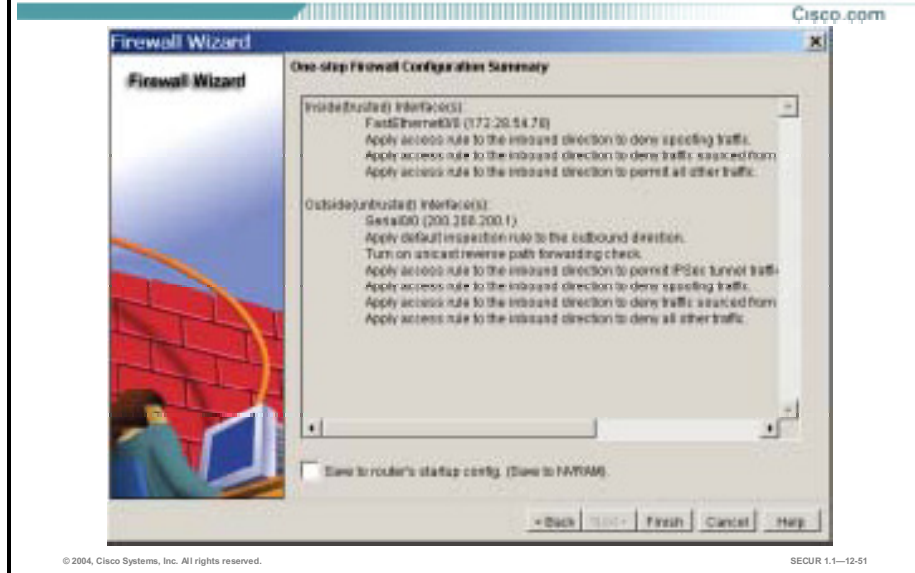 Cisco.com
Firewall Wizard
Firewall Wizard
One-step Firewall Configuration Summary
Inside(trusted) Interface(s):
FastEthernet0/0 (172.28.54.78)
Apply access rule to the inbound direction to deny spoofing traffic.
Apply access rule to the inbound direction to deny traffic sourced from
Apply access rule to the inbound direction to permit all other traffic.
Outside(untrusted) Interface(s):
Serial0/0 (200.200.200.1)
Apply default inspection rule to the outbound direction.
Turn on unicast reverse path forwarding check.
Apply access rule to the inbound direction to permit IPSec tunnel traffi
Apply access rule to the inbound direction to deny spoofing traffic.
Apply access rule to the inbound direction to deny traffic sourced from
Apply access rule to the inbound direction to deny all other traffic.
Save to router's startup config. (Save to NVRAM).
< Back Next > Finish Cancel Help
© 2004, Cisco Systems, Inc. All rights reserved.
SECUR 1.1—12-51